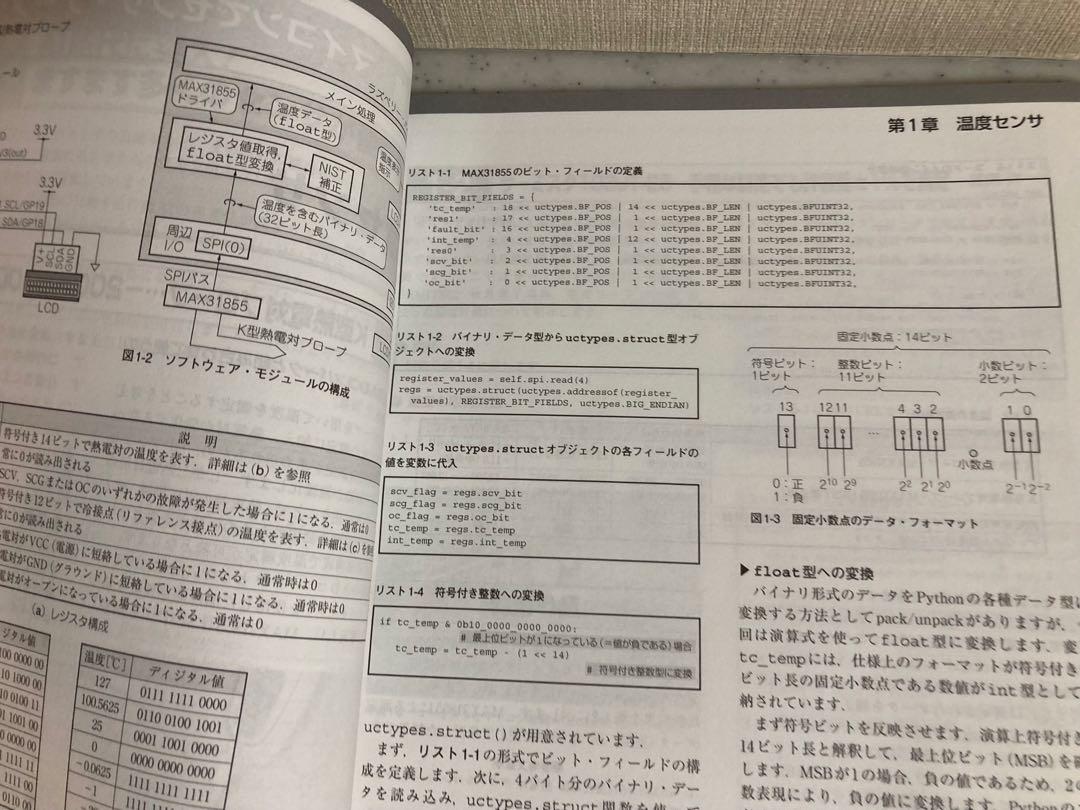 熱電対プローブ
3.3V
3.3V
SCL/GP19
SDA/GP18
V+
SCL
SDA
GND
LCD
ラズベリー
メイン処理
MAX31855
ドライバ
温度データ
(float型)
レジスタ値取得,
float型変換
NIST
補正
温度を含むバイナリ・データ
(32ビット長)
周辺
I/O
SPI(0)
SPIバス
MAX31855
K型熱電対プローブ
図1-2 ソフトウェア・モジュールの構成
説 明
符号付き14ビットで熱電対の温度を表す.詳細は(b)を参照
常に0が読み出される
SCV, SCGまたはOCのいずれかの故障が発生した場合に1になる.通常は0
符号付き12ビットで冷接点(リファレンス接点)の温度を表す.詳細は(c)を
常に0が読み出される
電対がVCC(電源)に短絡している場合に1になる.通常時は0
電対がGND(グラウンド)に短絡している場合に1になる.通常時は0
電対がオープンになっている場合に1になる.通常は0
(a) レジスタ構成
ジタル値
温度[℃] ディジタル値
127 0111 1111 0000
100.5625 0110 0100 1001
25 0001 1001 0000
0 0000 0000 0000
−0.0625 1111 1111 1111
−1 1111 1111
第1章 温度センサ
リスト1-1 MAX31855のビット・フィールドの定義
REGISTER_BIT_FIELDS = {
'tc_temp' : 18 << uctypes.BF_POS | 14 << uctypes.BF_LEN | uctypes.BFUINT32,
'res1' : 17 << uctypes.BF_POS | 1 << uctypes.BF_LEN | uctypes.BFUINT32,
'fault_bit' : 16 << uctypes.BF_POS | 1 << uctypes.BF_LEN | uctypes.BFUINT32,
'int_temp' : 4 << uctypes.BF_POS | 12 << uctypes.BF_LEN | uctypes.BFUINT32,
'res0' : 3 << uctypes.BF_POS | 1 << uctypes.BF_LEN | uctypes.BFUINT32,
'scv_bit' : 2 << uctypes.BF_POS | 1 << uctypes.BF_LEN | uctypes.BFUINT32,
'scg_bit' : 1 << uctypes.BF_POS | 1 << uctypes.BF_LEN | uctypes.BFUINT32,
'oc_bit' : 0 << uctypes.BF_POS | 1 << uctypes.BF_LEN | uctypes.BFUINT32,
}
リスト1-2 バイナリ・データ型からuctypes.struct型オブ
ジェクトへの変換
register_values = self.spi.read(4)
regs = uctypes.struct(uctypes.addressof(register_
values), REGISTER_BIT_FIELDS, uctypes.BIG_ENDIAN)
リスト1-3 uctypes.structオブジェクトの各フィールドの
値を変数に代入
scv_flag = regs.scv_bit
scg_flag = regs.scg_bit
oc_flag = regs.oc_bit
tc_temp = regs.tc_temp
int_temp = regs.int_temp
リスト1-4 符号付き整数への変換
if tc_temp & 0b10_0000_0000_0000:
# 最上位ビットが1になっている(=値が負である)場合
tc_temp = tc_temp - (1 << 14)
# 符号付き整数型に変換
uctypes.struct()が用意されています.
まず,リスト1-1の形式でビット・フィールドの構
成を定義します.次に,4バイト分のバイナリ・デー
タを読み込み,uctypes.struct関数を使って
固定小数点:14ビット
符号ビット: 整数ビット: 小数ビット:
1ビット 11ビット 2ビット
13 12 11 … 4 3 2 1 0
小数点
0:正 2¹⁰ 2⁹ 2² 2¹ 2⁰ 2⁻¹ 2⁻²
1:負
図1-3 固定小数点のデータ・フォーマット
▶float型への変換
バイナリ形式のデータをPythonの各種データ型に
変換する方法としてpack/unpackがありますが,
回は演算式を使ってfloat型に変換します.変
tc_tempには,仕様上のフォーマットが符号付き
ビット長の固定小数点である数値がint型として
納されています.
まず符号ビットを反映させます.演算上符号付き
14ビット長と解釈して,最上位ビット(MSB)を確
します.MSBが1の場合,負の値であるため,2の
数表現により,負の値に変換します.Pythonの